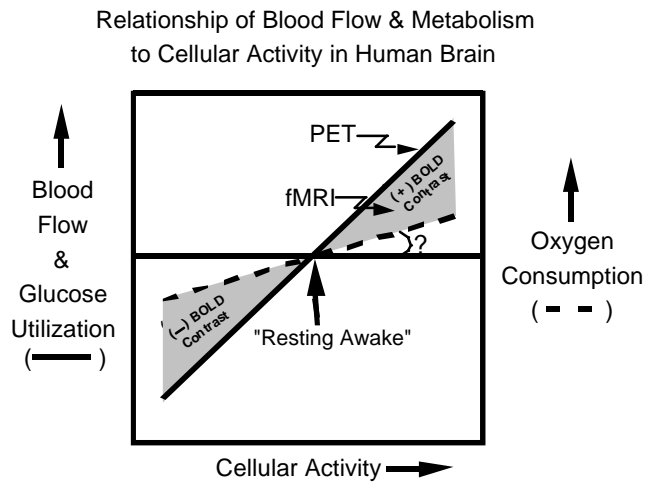 Relationship of Blood Flow & Metabolism
to Cellular Activity in Human Brain
Blood
Flow
&
Glucose
Utilization
( )
PET
fMRI
(+) BOLD
Contrast
?
(—) BOLD
Contrast
"Resting Awake"
Oxygen
Consumption
( – – )
Cellular Activity